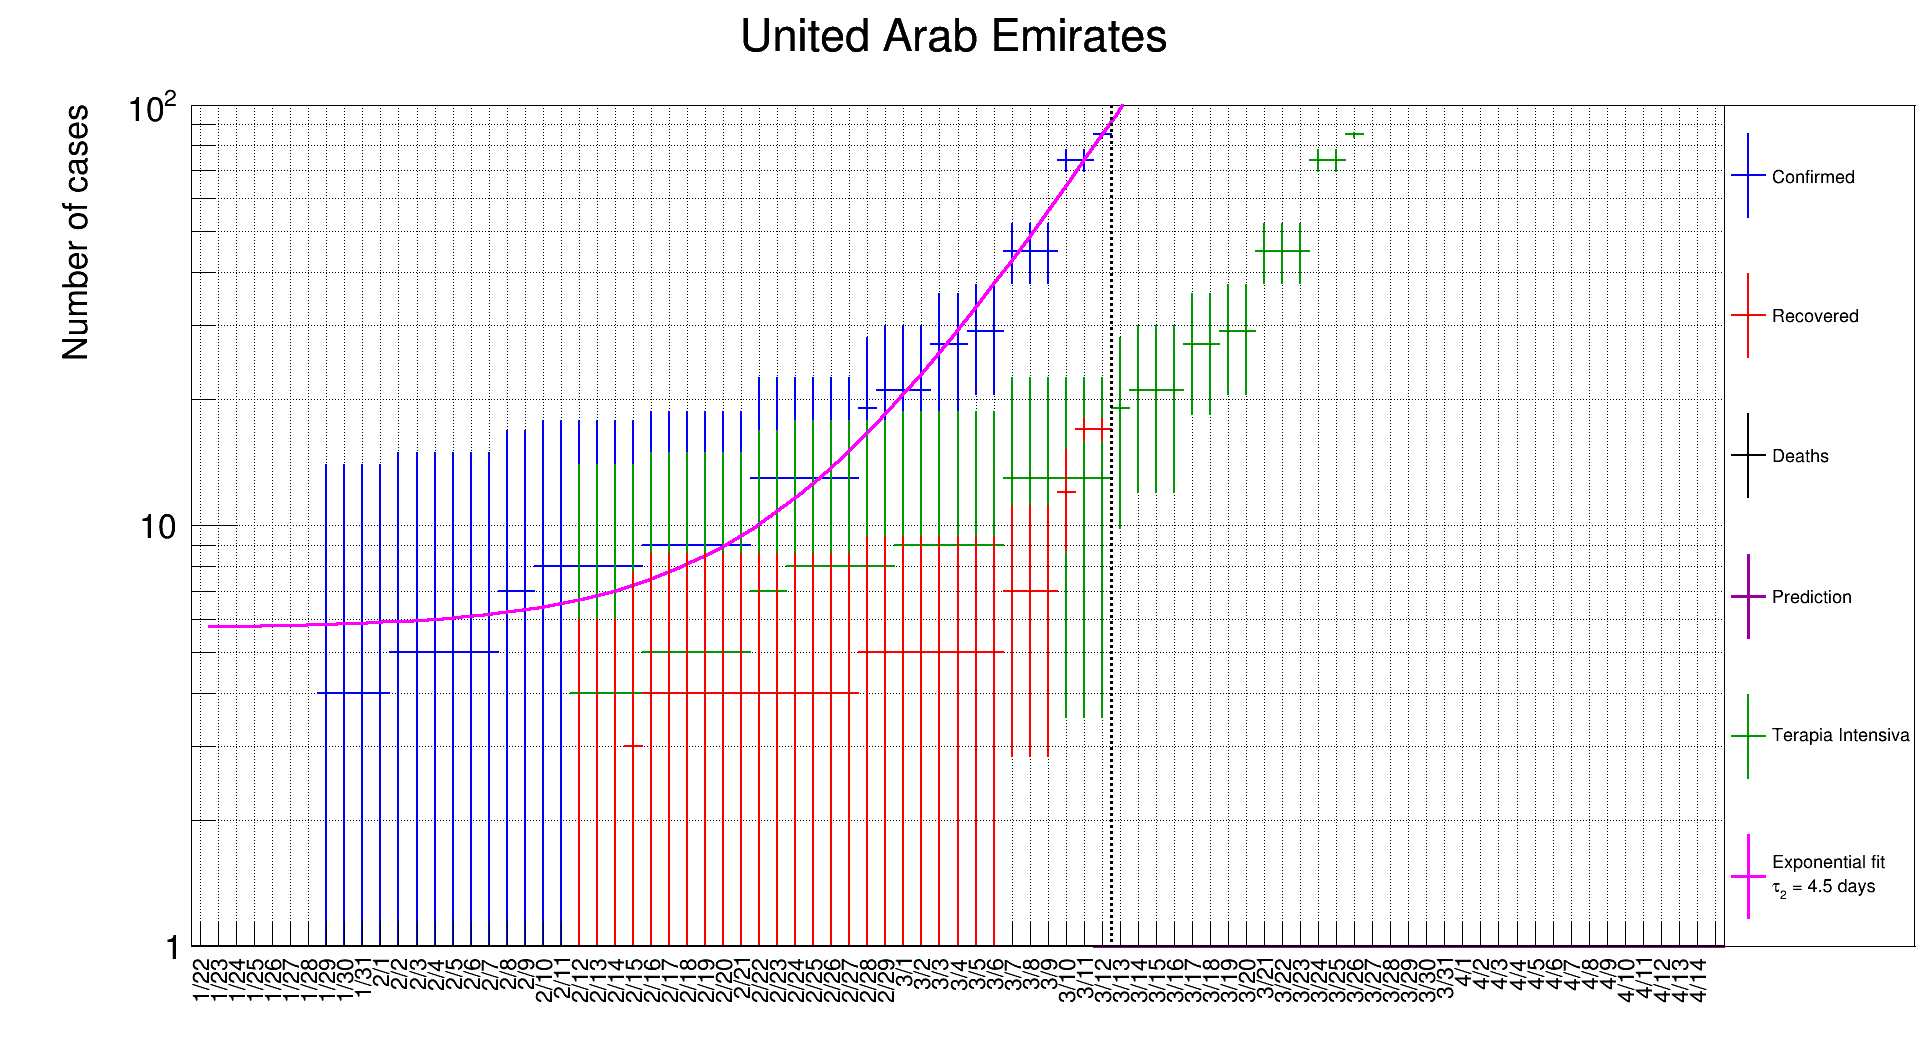 United Arab Emirates
Number of cases
10²
10
1
1/22 1/23 1/24 1/25 1/26 1/27 1/28 1/29 1/30 1/31 2/1 2/2 2/3 2/4 2/5 2/6 2/7 2/8 2/9 2/10 2/11 2/12 2/13 2/14 2/15 2/16 2/17 2/18 2/19 2/20 2/21 2/22 2/23 2/24 2/25 2/26 2/27 2/28 2/29 3/1 3/2 3/3 3/4 3/5 3/6 3/7 3/8 3/9 3/10 3/11 3/12 3/13 3/14 3/15 3/16 3/17 3/18 3/19 3/20 3/21 3/22 3/23 3/24 3/25 3/26 3/27 3/28 3/29 3/30 3/31 4/1 4/2 4/3 4/4 4/5 4/6 4/7 4/8 4/9 4/10 4/11 4/12 4/13 4/14
Confirmed
Recovered
Deaths
Prediction
Terapia Intensiva
Exponential fit
τ₂ = 4.5 days